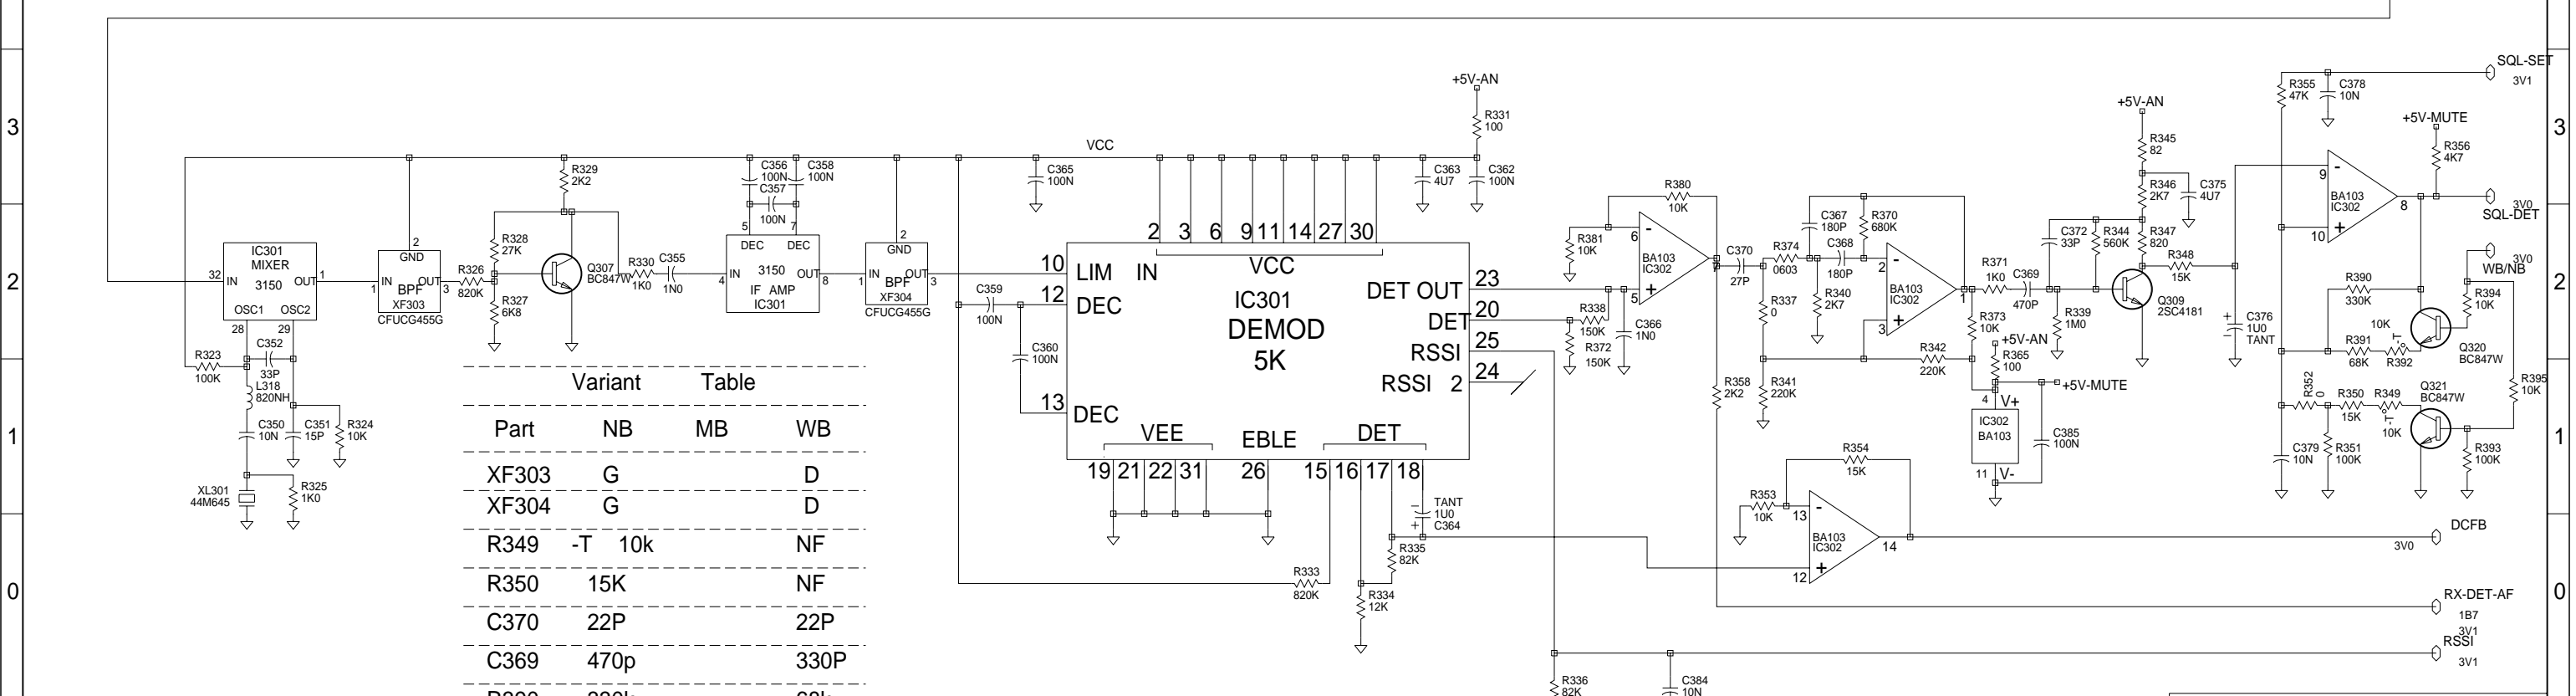 3
2
1
0
3
2
1
0
VCC
+5V-AN
R331
100
C365
100N
C363
4U7
C362
100N
IC301
MIXER
3150
32
IN
OUT
1
OSC1
OSC2
28
29
C352
33P
R323
100K
L318
820NH
C350
10N
C351
15P
R324
10K
XL301
44M645
R325
1K0
2
GND
IN
OUT
BPF
1
3
XF303
CFUCG455G
R326
820K
R328
27K
R327
6K8
R329
2K2
Q307
BC847W
R330
1K0
C355
1N0
C356
100N
C358
100N
C357
100N
5
7
DEC
DEC
3150
4
IN
OUT
8
IF AMP
IC301
2
GND
IN
OUT
BPF
1
3
XF304
CFUCG455G
C359
100N
C360
100N
2
3
6
9
11
14
27
30
VCC
10
LIM IN
12
DEC
13
DEC
IC301
DEMOD
5K
23
DET OUT
20
DET
25
RSSI
24
RSSI 2
VEE
EBLE
DET
19
21
22
31
26
15
16
17
18
TANT
1U0
C364
R333
820K
R335
82K
R334
12K
Variant Table
Part NB MB WB
XF303 G D
XF304 G D
R349 -T 10k NF
R350 15K NF
C370 22P 22P
C369 470p 330P
R338
150K
R372
150K
C366
1N0
R381
10K
R380
10K
6
5
7
BA103
IC302
C370
27P
R374
0603
R337
0
R358
2K2
R341
220K
C367
180P
R370
680K
C368
180P
R340
2K7
2
3
1
BA103
IC302
R342
220K
R371
1K0
C369
470P
R373
10K
+5V-AN
R365
100
+5V-MUTE
4
V+
IC302
BA103
11
V-
C385
100N
R339
1M0
C372
33P
R344
560K
+5V-AN
R345
82
R346
2K7
C375
4U7
R347
820
R348
15K
Q309
2SC4181
C376
1U0
TANT
R355
47K
C378
10N
SQL-SET
3V1
+5V-MUTE
R356
4K7
9
10
8
BA103
IC302
3V0
SQL-DET
3V0
WB/NB
R390
330K
R394
10K
R391
68K
10K
-T°
R392
Q320
BC847W
R395
10K
R352
0
R350
15K
R349
-T°
10K
Q321
BC847W
C379
10N
R351
100K
R393
100K
R354
15K
R353
10K
13
12
14
BA103
IC302
DCFB
3V0
RX-DET-AF
1B7
3V1
RSSI
3V1
R336
82K
C384
10N